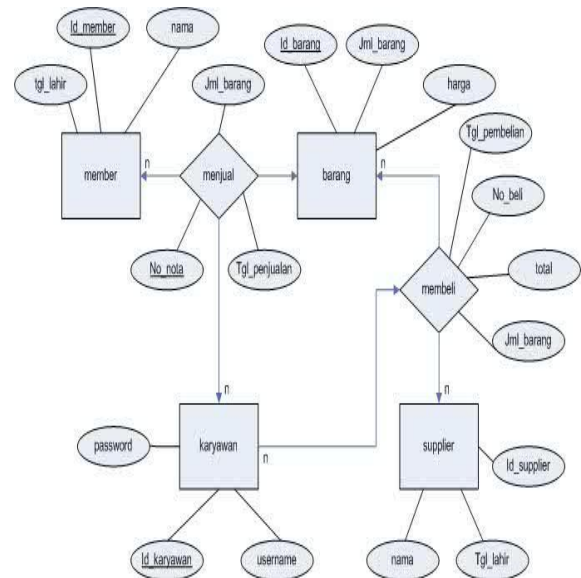 Id_member
nama
Id_barang
Jml_barang
tgl_lahir
Jml_barang
harga
Tgl_pembelian
member
n
menjual
barang
n
No_beli
No_nota
Tgl_penjualan
membeli
total
Jml_barang
n
n
password
karyawan
n
supplier
Id_supplier
Id_karyawan
username
nama
Tgl_lahir